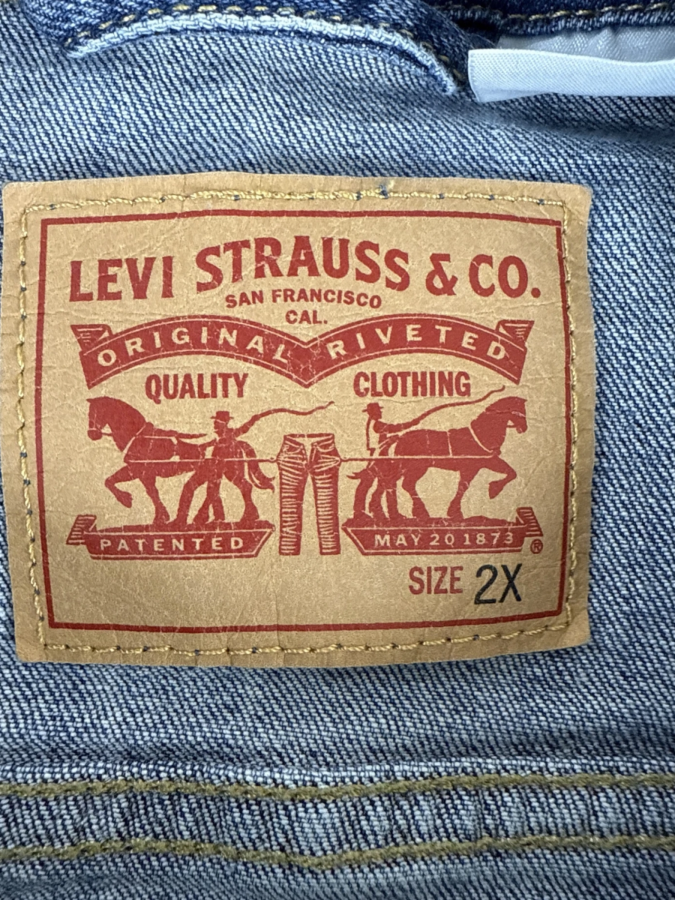 LEVI STRAUSS & CO.
SAN FRANCISCO
CAL.
ORIGINAL RIVETED
QUALITY CLOTHING
PATENTED MAY 20 1873 ®
SIZE 2X